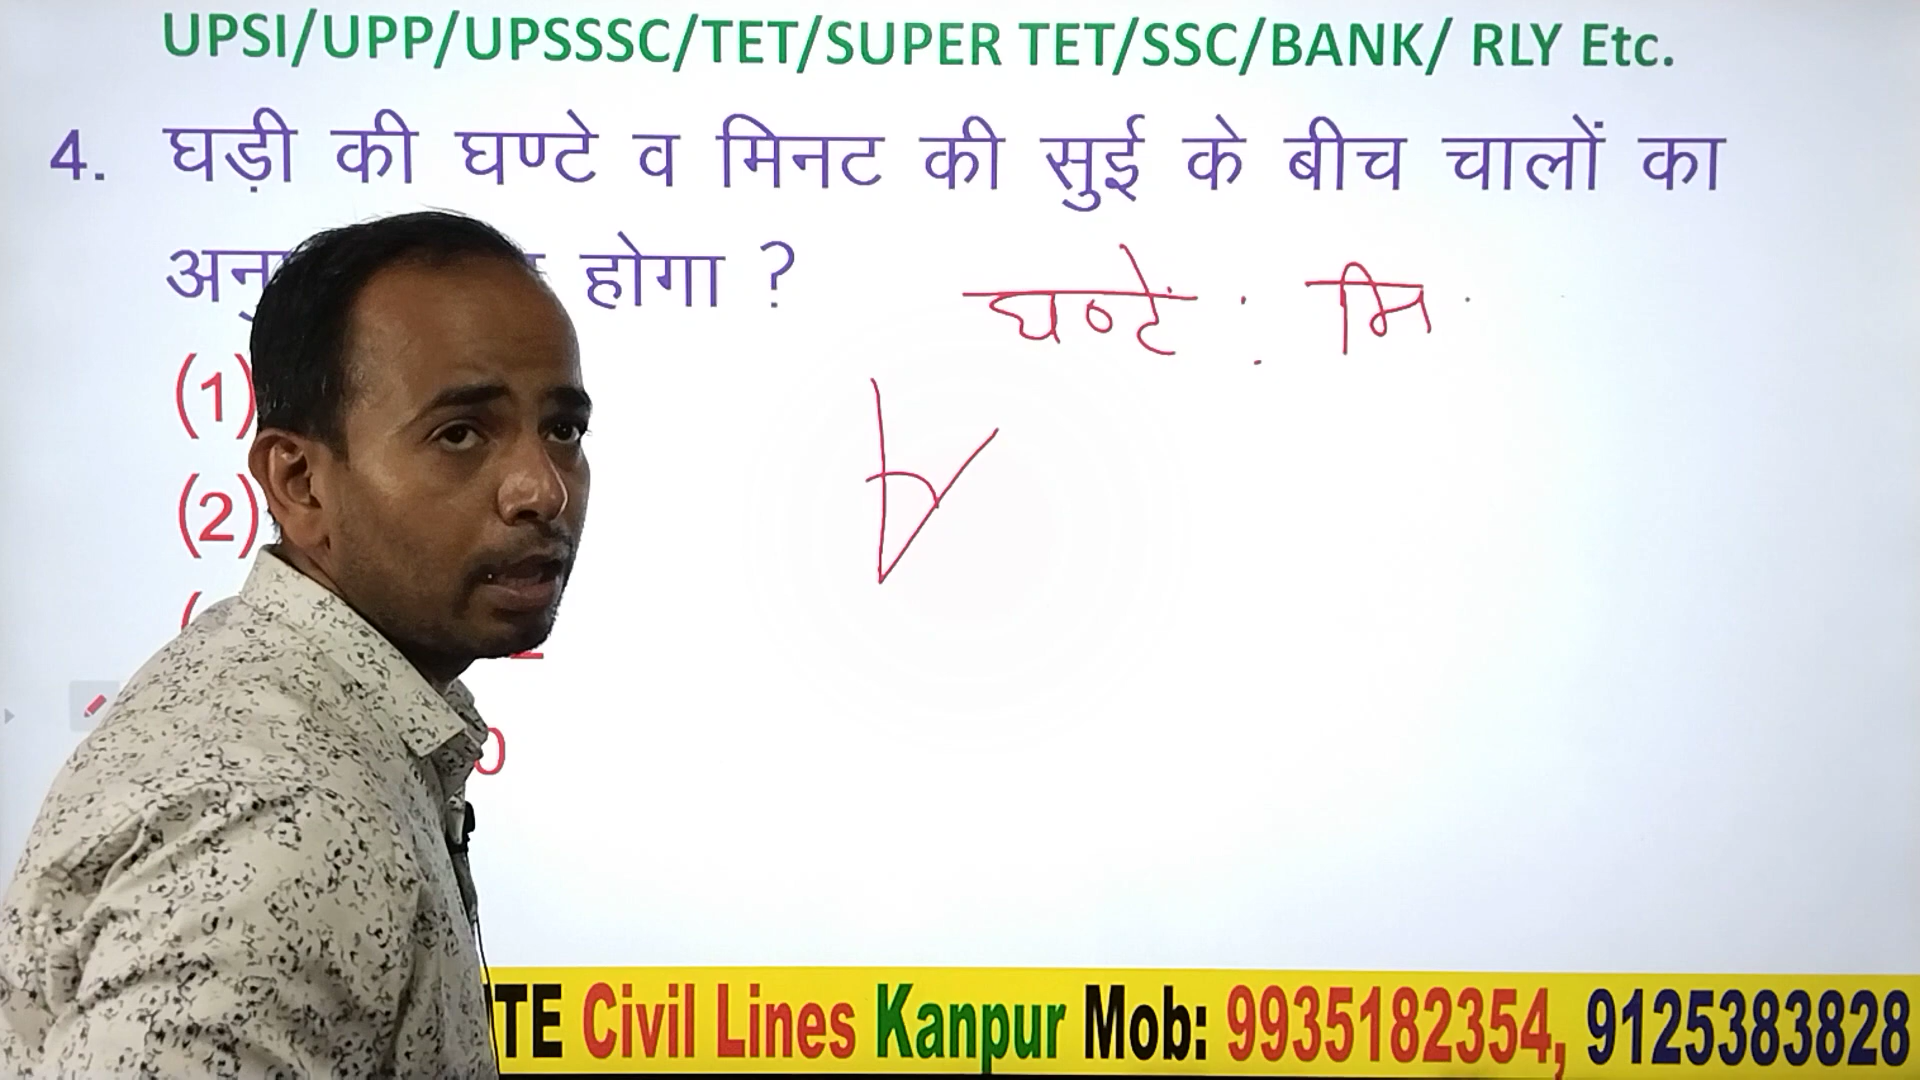 UPSI/UPP/UPSSSC/TET/SUPER TET/SSC/BANK/ RLY Etc.
4. घड़ी की घण्टे व मिनट की सुई के बीच चालों का
होगा ?
घण्टे : मि
(1)
(2)
TE Civil Lines Kanpur Mob: 9935182354, 9125383828